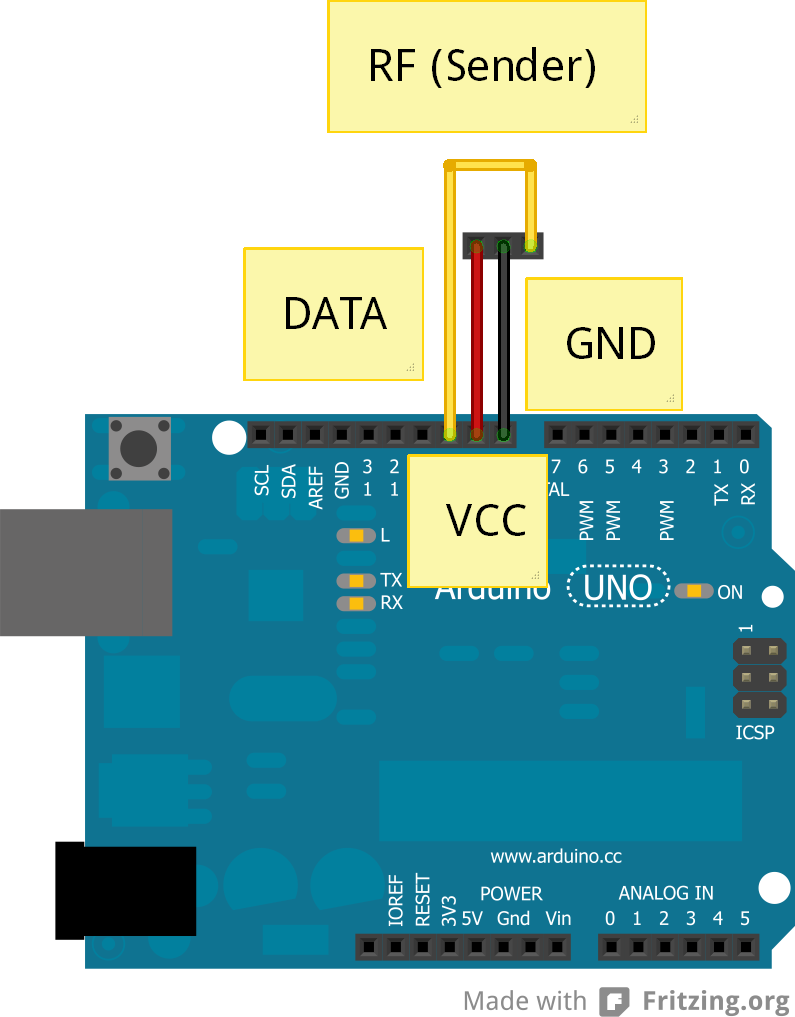 RF (Sender)
DATA
GND
VCC
SCL
SDA
AREF
GND
13
12
7
6
5
4
3
2
1
0
PWM
PWM
PWM
TX
RX
L
TX
RX
Arduino
UNO
ON
1
ICSP
www.arduino.cc
POWER
ANALOG IN
IOREF
RESET
3V3
5V
Gnd
Vin
0
1
2
3
4
5
Made with Fritzing.org